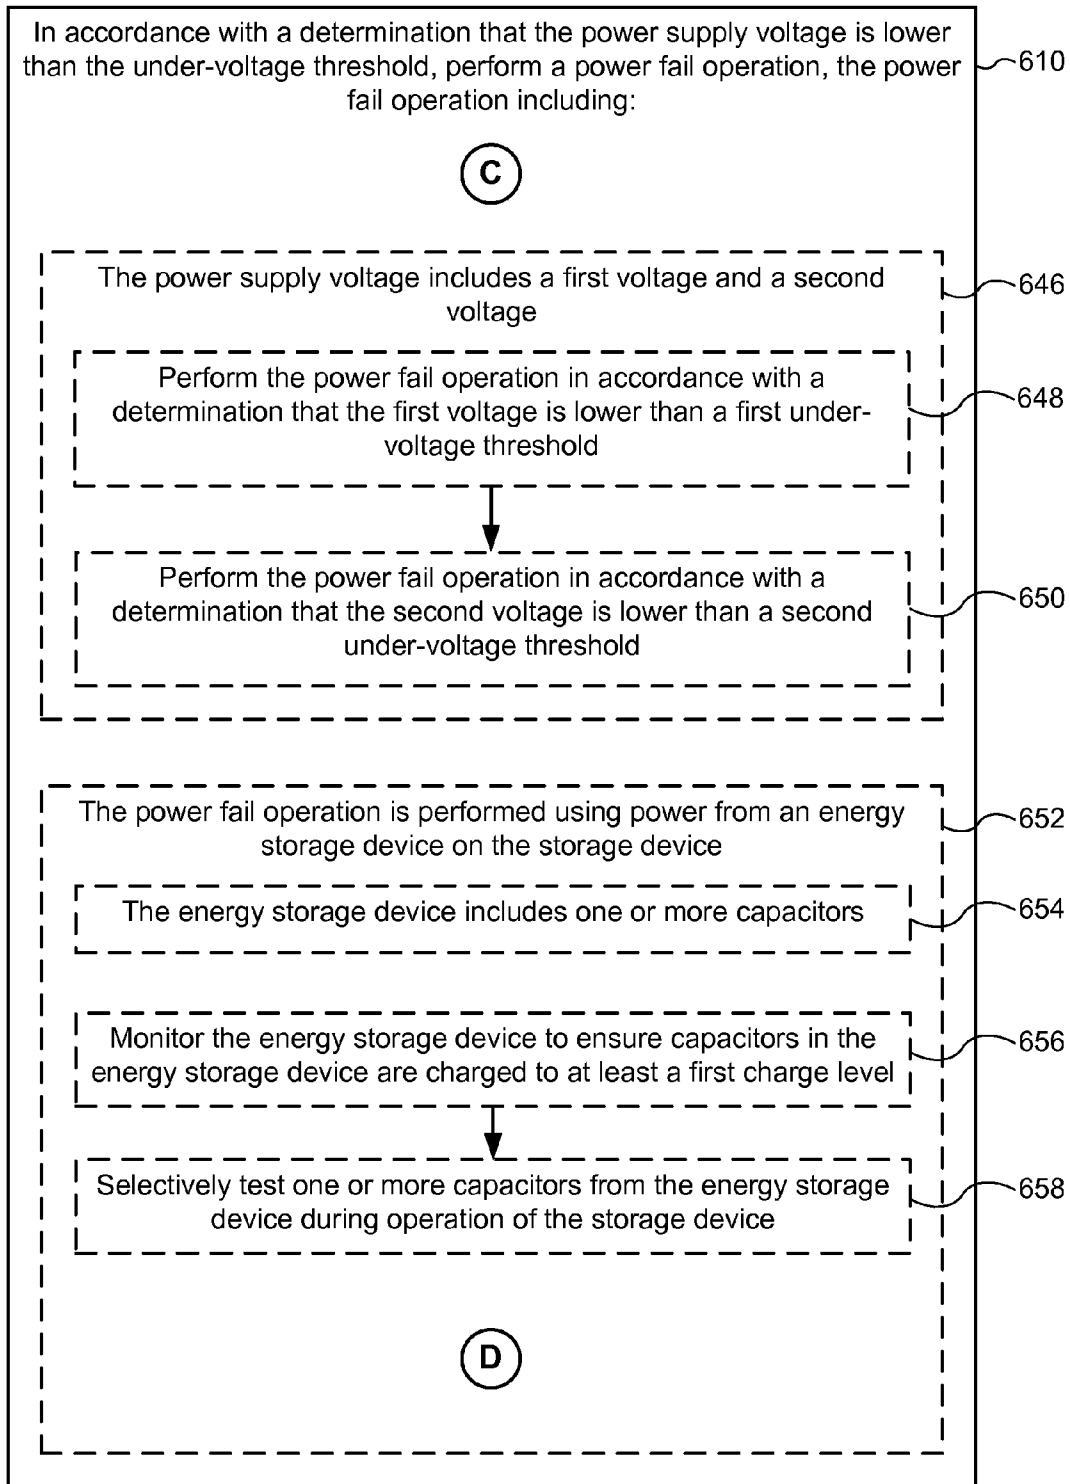 In accordance with a determination that the power supply voltage is lower
than the under-voltage threshold, perform a power fail operation, the power
fail operation including:
610
C
The power supply voltage includes a first voltage and a second
voltage
646
Perform the power fail operation in accordance with a
determination that the first voltage is lower than a first under-
voltage threshold
648
Perform the power fail operation in accordance with a
determination that the second voltage is lower than a second
under-voltage threshold
650
The power fail operation is performed using power from an energy
storage device on the storage device
652
The energy storage device includes one or more capacitors
654
Monitor the energy storage device to ensure capacitors in the
energy storage device are charged to at least a first charge level
656
Selectively test one or more capacitors from the energy storage
device during operation of the storage device
658
D